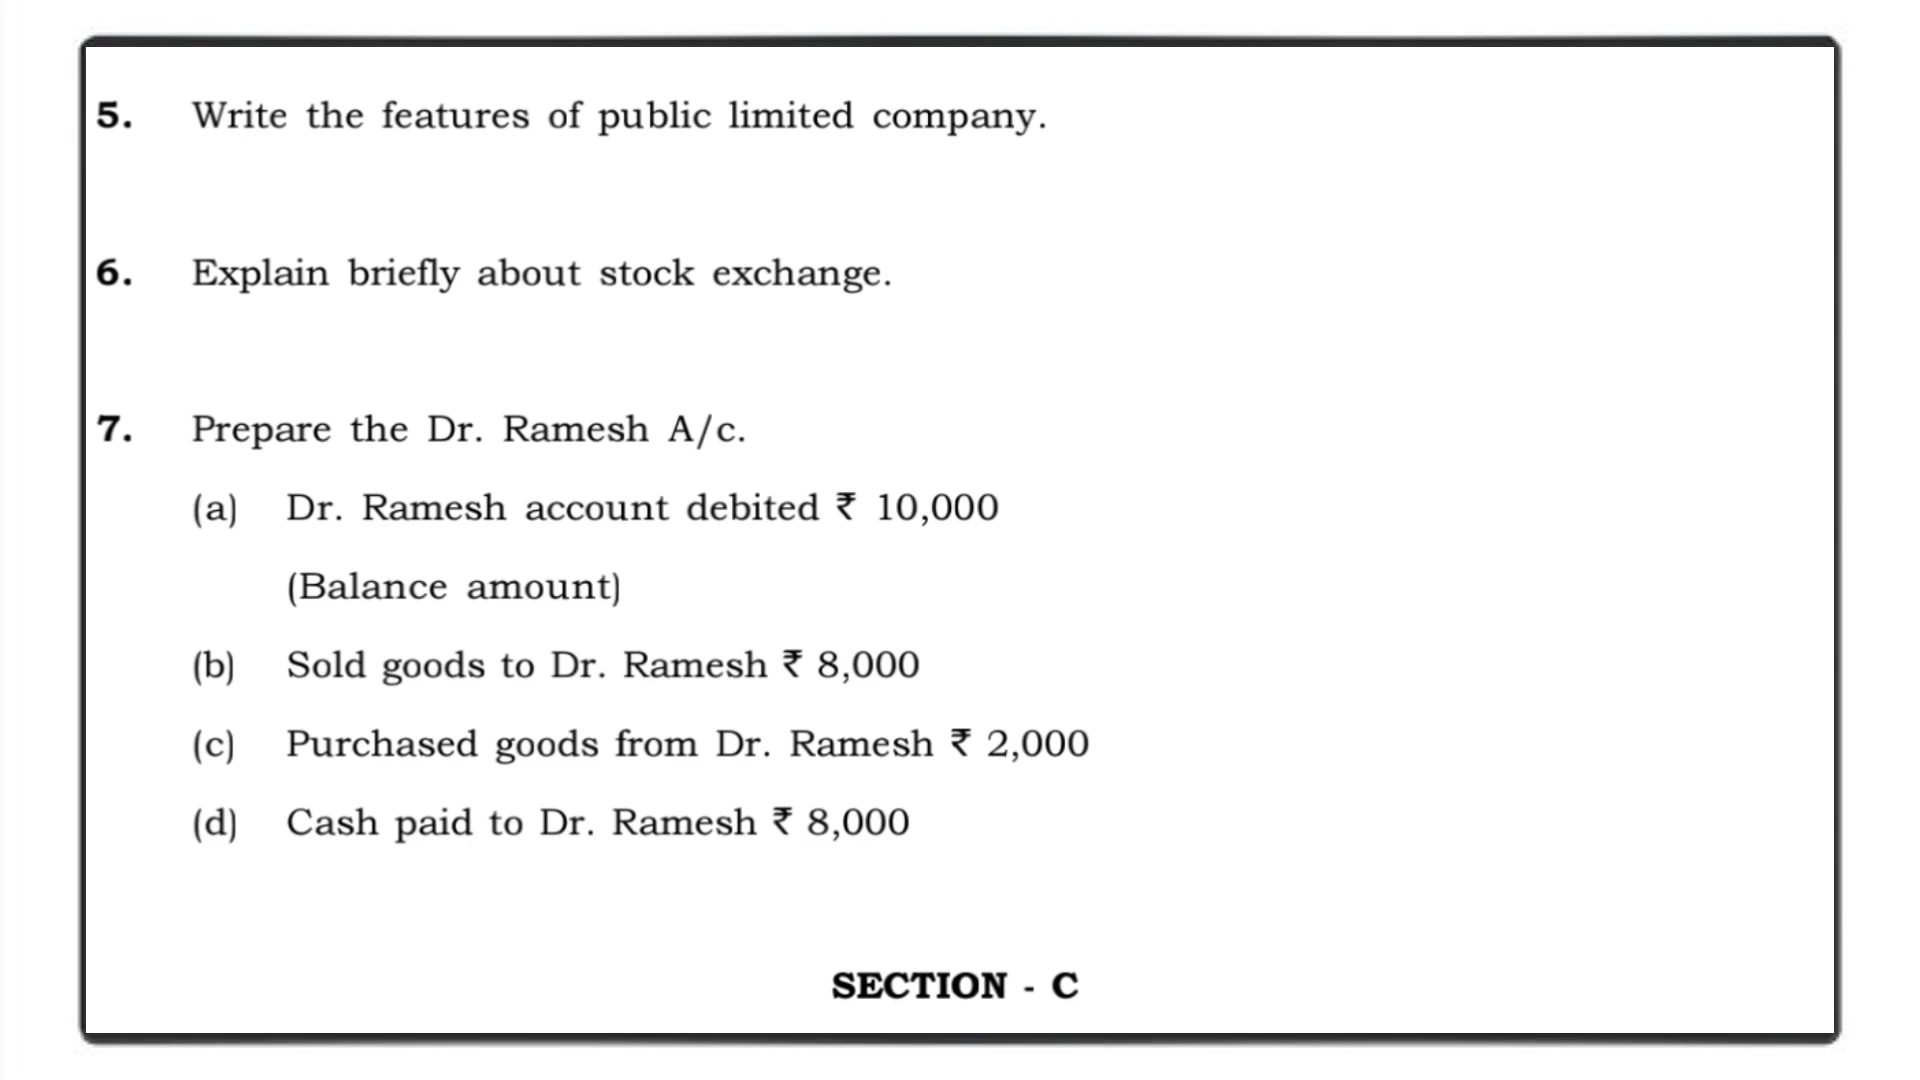 5. Write the features of public limited company.
6. Explain briefly about stock exchange.
7. Prepare the Dr. Ramesh A/c.
(a) Dr. Ramesh account debited ₹ 10,000
(Balance amount)
(b) Sold goods to Dr. Ramesh ₹ 8,000
(c) Purchased goods from Dr. Ramesh ₹ 2,000
(d) Cash paid to Dr. Ramesh ₹ 8,000
SECTION - C